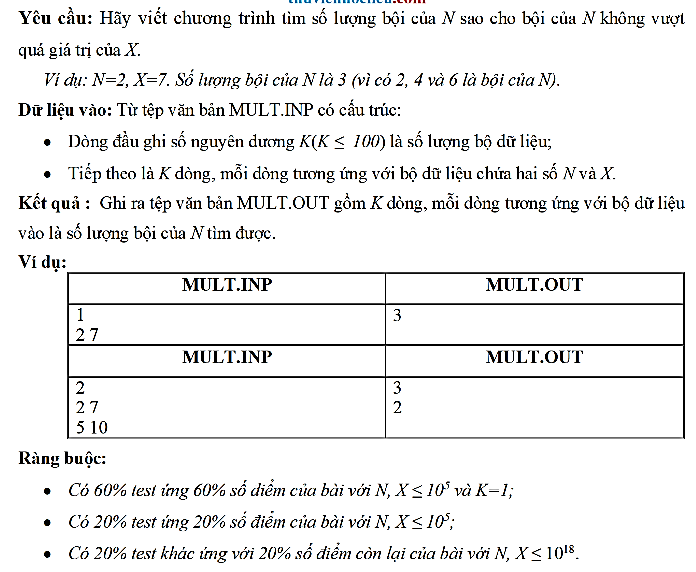 Yêu cầu: Hãy viết chương trình tìm số lượng bội của N sao cho bội của N không vượt
quá giá trị của X.
Ví dụ: N=2, X=7. Số lượng bội của N là 3 (vì có 2, 4 và 6 là bội của N).
Dữ liệu vào: Từ tệp văn bản MULT.INP có cấu trúc:
• Dòng đầu ghi số nguyên dương K(K ≤ 100) là số lượng bộ dữ liệu;
• Tiếp theo là K dòng, mỗi dòng tương ứng với bộ dữ liệu chứa hai số N và X.
Kết quả : Ghi ra tệp văn bản MULT.OUT gồm K dòng, mỗi dòng tương ứng với bộ dữ liệu
vào là số lượng bội của N tìm được.
Ví dụ:
MULT.INP MULT.OUT
1 3
2 7
MULT.INP MULT.OUT
2 3
2 7 2
5 10
Ràng buộc:
• Có 60% test ứng 60% số điểm của bài với N, X ≤ 10⁵ và K=1;
• Có 20% test ứng 20% số điểm của bài với N, X ≤ 10⁵;
• Có 20% test khác ứng với 20% số điểm còn lại của bài với N, X ≤ 10¹⁸.